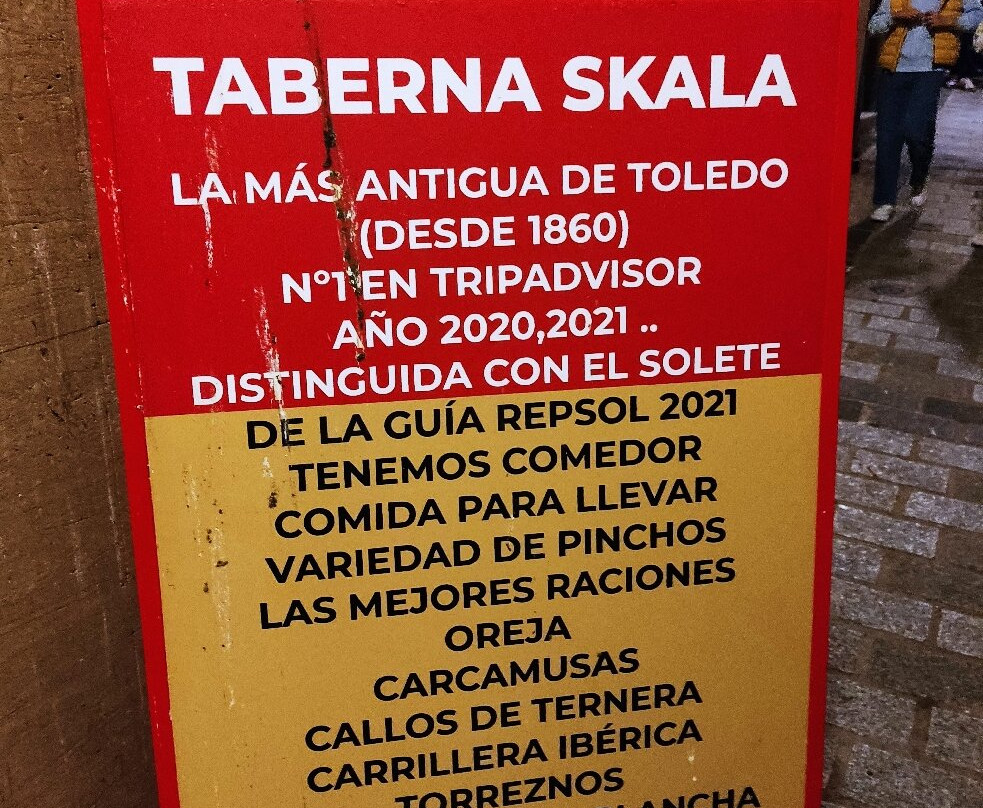 TABERNA SKALA
LA MÁS ANTIGUA DE TOLEDO
(DESDE 1860)
Nº1 EN TRIPADVISOR
AÑO 2020,2021 ..
DISTINGUIDA CON EL SOLETE
DE LA GUÍA REPSOL 2021
TENEMOS COMEDOR
COMIDA PARA LLEVAR
VARIEDAD DE PINCHOS
LAS MEJORES RACIONES
OREJA
CARCAMUSAS
CALLOS DE TERNERA
CARRILLERA IBÉRICA
TORREZNOS